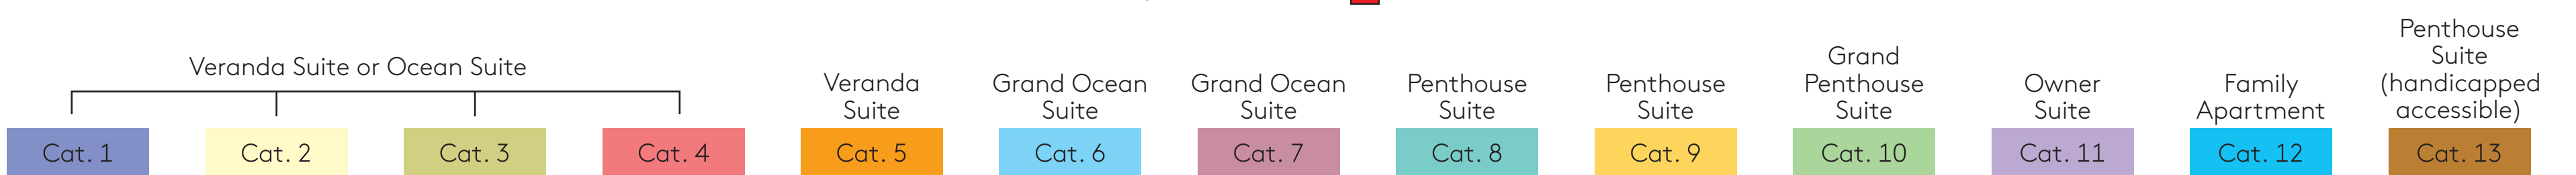 Veranda Suite or Ocean Suite
Cat. 1
Cat. 2
Cat. 3
Cat. 4
Veranda
Suite
Cat. 5
Grand Ocean
Suite
Cat. 6
Grand Ocean
Suite
Cat. 7
Penthouse
Suite
Cat. 8
Penthouse
Suite
Cat. 9
Grand
Penthouse
Suite
Cat. 10
Owner
Suite
Cat. 11
Family
Apartment
Cat. 12
Penthouse
Suite
(handicapped
accessible)
Cat. 13